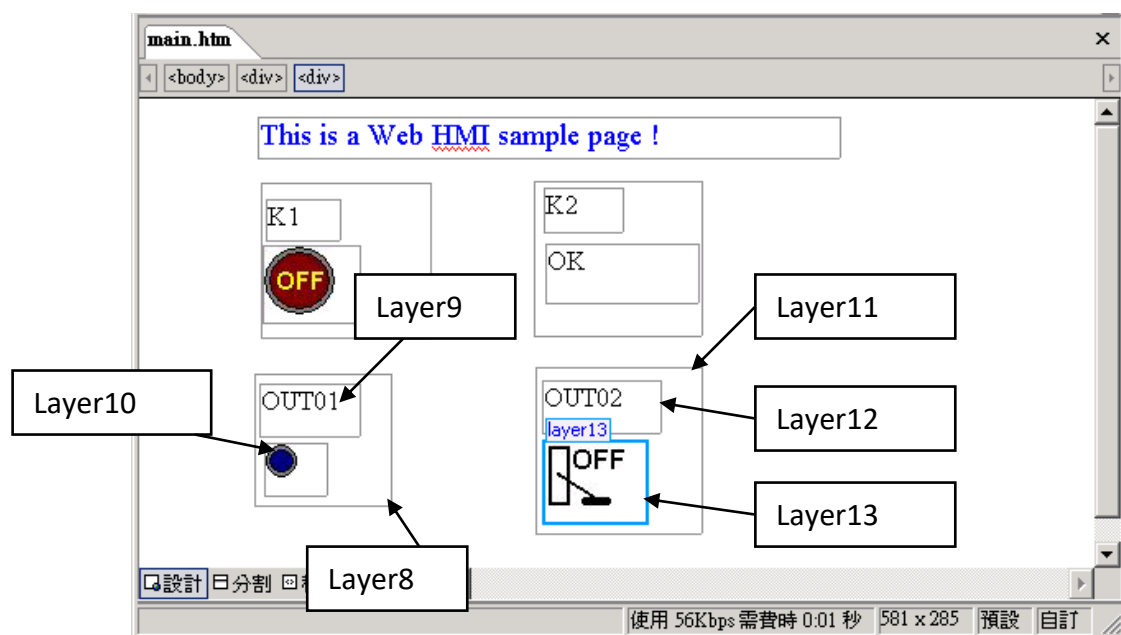 main.htm
<body> <div> <div>
This is a Web HMI sample page !
K1
K2
OFF
OK
Layer9
Layer11
Layer10
OUT01
OUT02
Layer12
layer13
OFF
Layer13
Layer8
設計 分割
使用 56Kbps 需費時 0:01 秒 581 x 285 預設 自訂